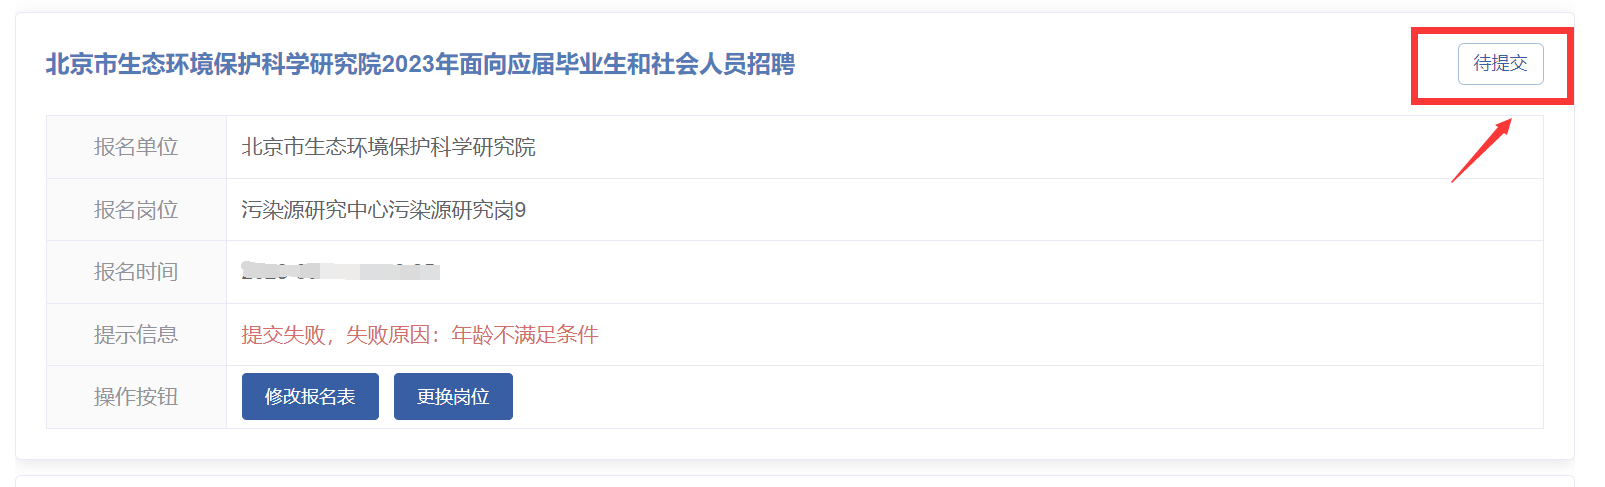 北京市生态环境保护科学研究院2023年面向应届毕业生和社会人员招聘
待提交
报名单位 北京市生态环境保护科学研究院
报名岗位 污染源研究中心污染源研究岗9
报名时间
提示信息 提交失败，失败原因：年龄不满足条件
操作按钮 修改报名表 更换岗位